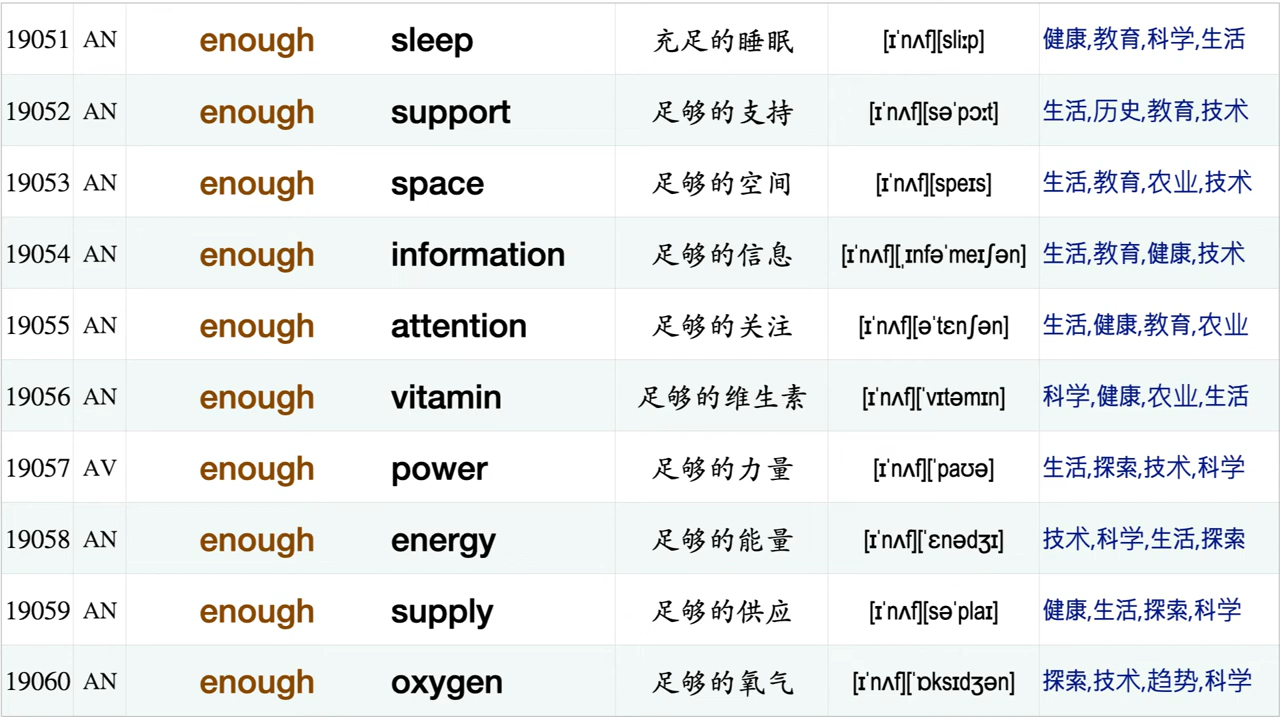 19051 AN enough sleep 充足的睡眠 [ɪˈnʌf][sliːp] 健康,教育,科学,生活
19052 AN enough support 足够的支持 [ɪˈnʌf][səˈpɔːt] 生活,历史,教育,技术
19053 AN enough space 足够的空间 [ɪˈnʌf][speɪs] 生活,教育,农业,技术
19054 AN enough information 足够的信息 [ɪˈnʌf][ˌɪnfəˈmeɪʃən] 生活,教育,健康,技术
19055 AN enough attention 足够的关注 [ɪˈnʌf][əˈtɛnʃən] 生活,健康,教育,农业
19056 AN enough vitamin 足够的维生素 [ɪˈnʌf][ˈvɪtəmɪn] 科学,健康,农业,生活
19057 AV enough power 足够的力量 [ɪˈnʌf][ˈpaʊə] 生活,探索,技术,科学
19058 AN enough energy 足够的能量 [ɪˈnʌf][ˈɛnədʒɪ] 技术,科学,生活,探索
19059 AN enough supply 足够的供应 [ɪˈnʌf][səˈplaɪ] 健康,生活,探索,科学
19060 AN enough oxygen 足够的氧气 [ɪˈnʌf][ˈɒksɪdʒən] 探索,技术,趋势,科学